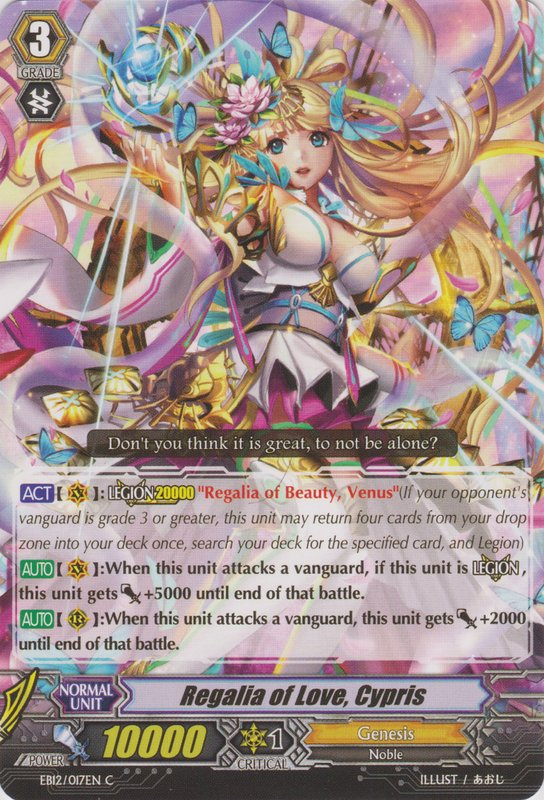 3
GRADE
Don't you think it is great, to not be alone?
ACT【 V 】: LEGION20000 "Regalia of Beauty, Venus"(If your opponent's
vanguard is grade 3 or greater, this unit may return four cards from your drop
zone into your deck once, search your deck for the specified card, and Legion)
AUTO【 V 】:When this unit attacks a vanguard, if this unit is LEGION,
this unit gets +5000 until end of that battle.
AUTO【 R 】:When this unit attacks a vanguard, this unit gets +2000
until end of that battle.
NORMAL
UNIT
Regalia of Love, Cypris
POWER 10000 1 CRITICAL
Genesis
Noble
EB12/017EN C
ILLUST / あおじ